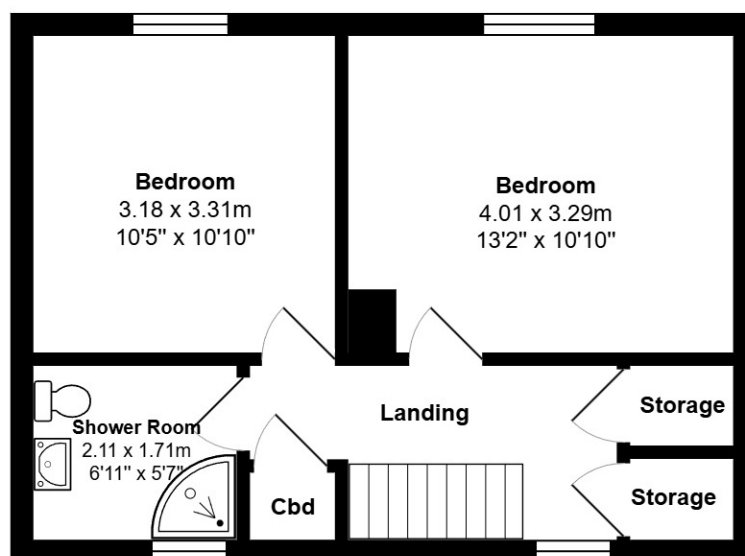 Bedroom
3.18 x 3.31m
10'5" x 10'10"
Bedroom
4.01 x 3.29m
13'2" x 10'10"
Shower Room
2.11 x 1.71m
6'11" x 5'7"
Landing
Storage
Cbd
Storage